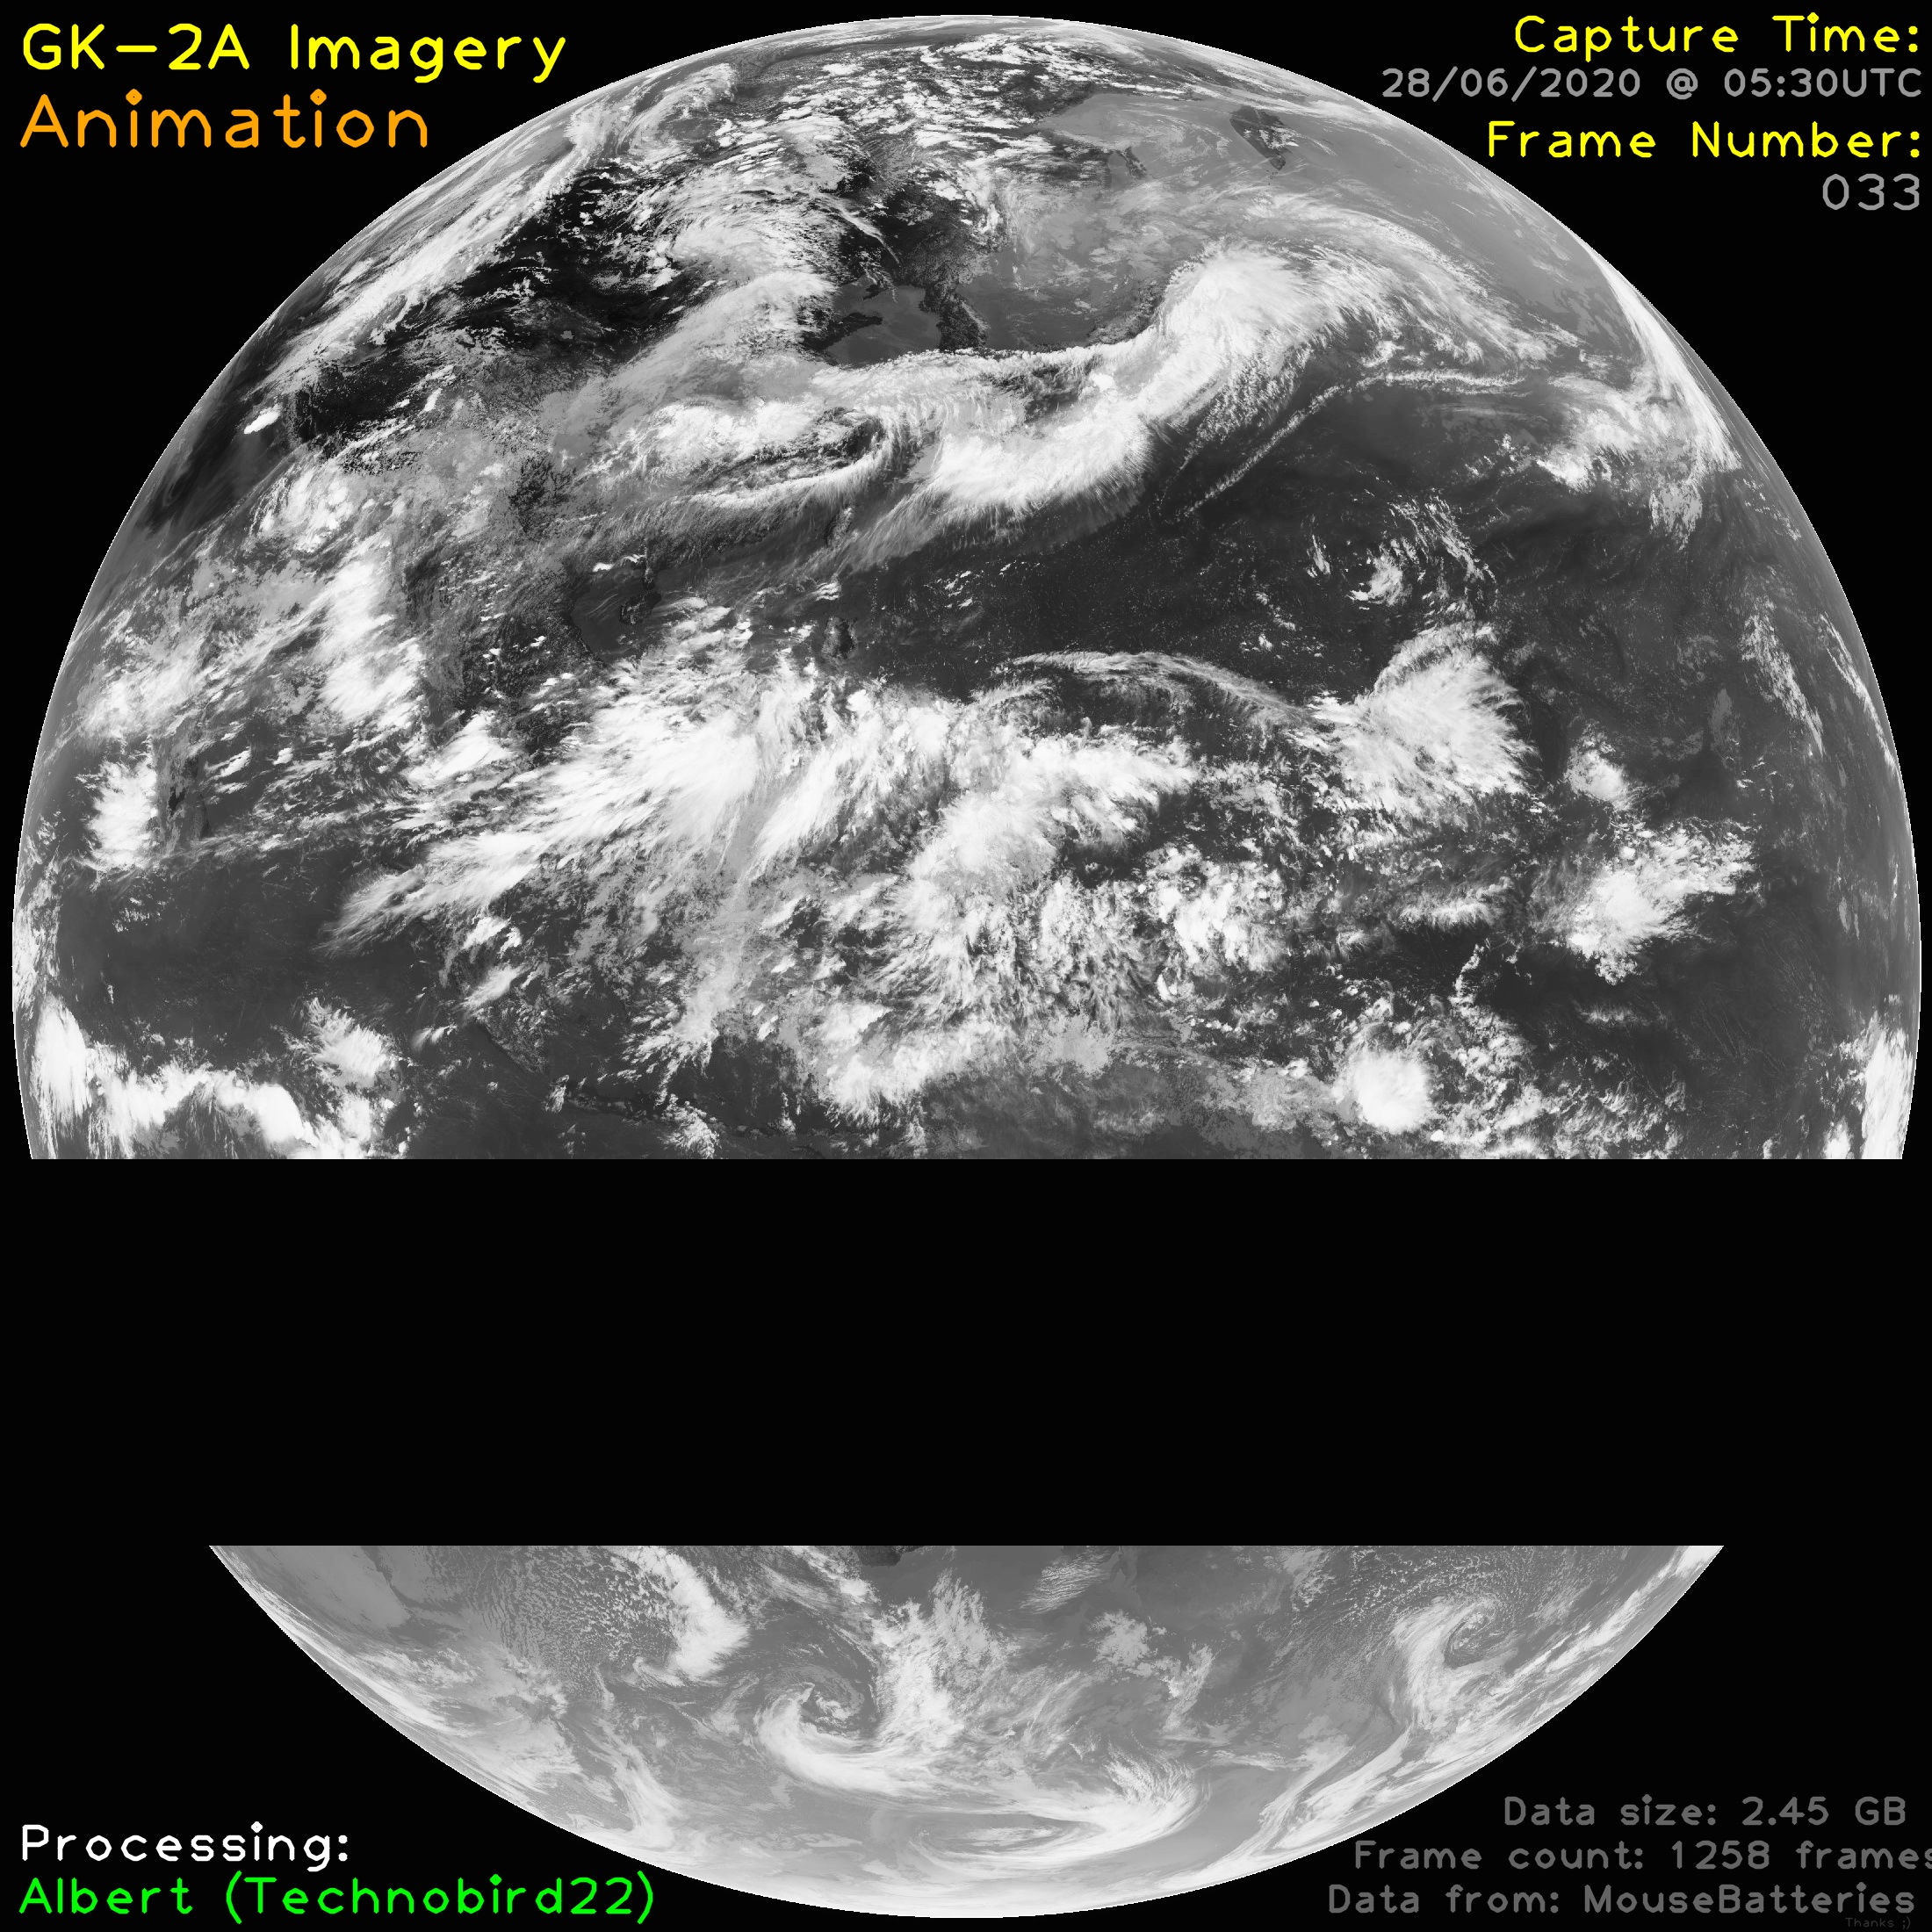 GK-2A Imagery
Animation
Capture Time:
28/06/2020 @ 05:30UTC
Frame Number:
033
Processing:
Albert (Technobird22)
Data size: 2.45 GB
Frame count: 1258 frames
Data from: MouseBatteries
Thanks ;)